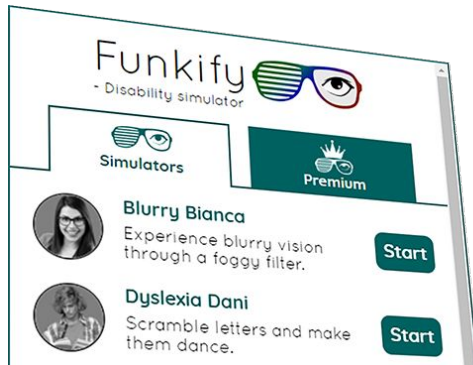 Funkify
- Disability simulator
Simulators
Premium
Blurry Bianca
Experience blurry vision
through a foggy filter.
Start
Dyslexia Dani
Scramble letters and make
them dance.
Start